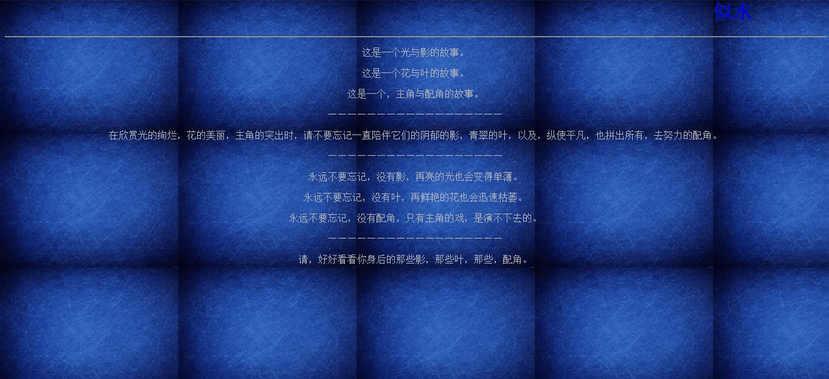 似水
这是一个光与影的故事。
这是一个花与叶的故事。
这是一个，主角与配角的故事。
——————————————————
在欣赏光的绚烂，花的美丽，主角的突出时，请不要忘记一直陪伴它们的阴郁的影，青翠的叶，以及，纵使平凡，也拼出所有，去努力的配角。
——————————————————
永远不要忘记，没有影，再亮的光也会变得单薄。
永远不要忘记，没有叶，再鲜艳的花也会迅速枯萎。
永远不要忘记，没有配角，只有主角的戏，是演不下去的。
——————————————————
请，好好看看你身后的那些影，那些叶，那些，配角。